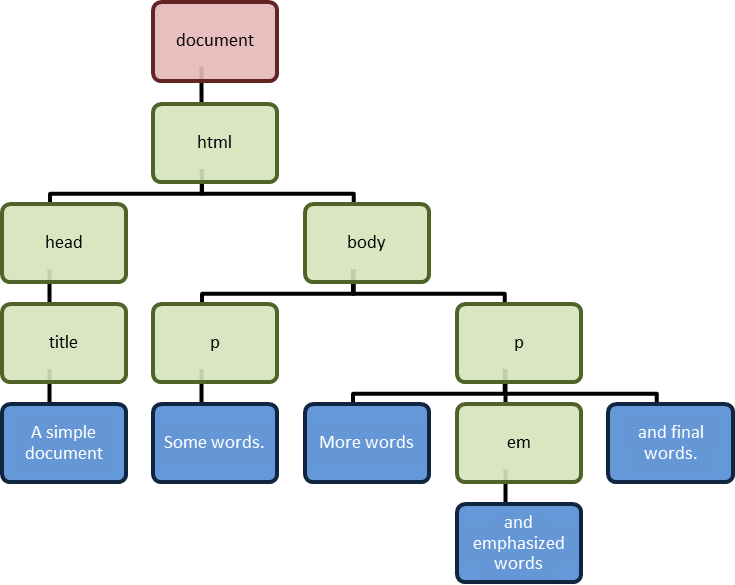 document
html
head
body
title
p
p
A simple
document
Some words.
More words
em
and final
words.
and
emphasized
words